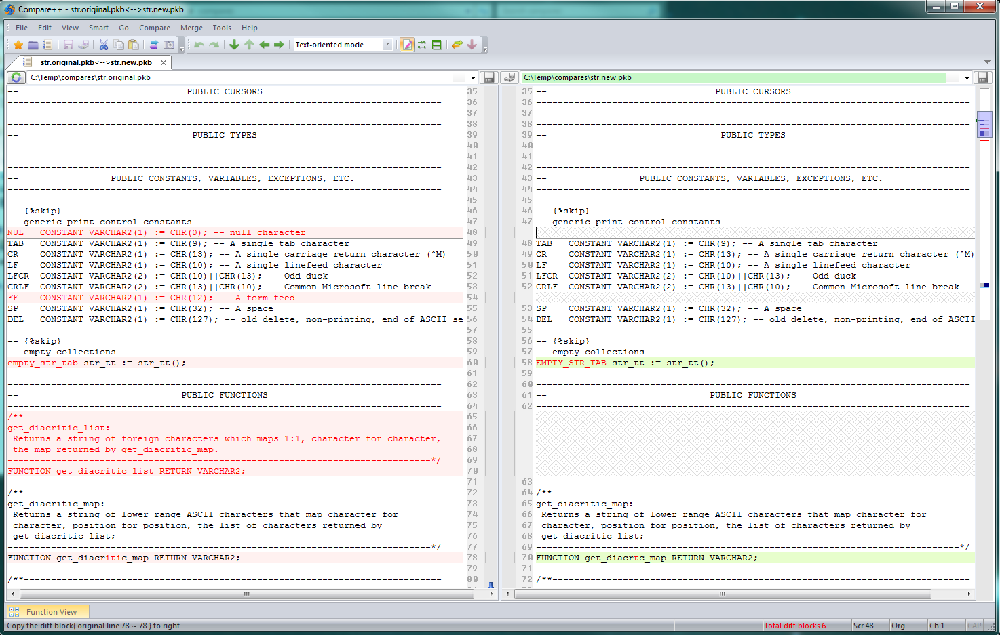 Compare++ - str.original.pkb<-->str.new.pkb
File Edit View Smart Go Compare Merge Tools Help
Text-oriented mode
str.original.pkb<-->str.new.pkb
C:\Temp\compares\str.original.pkb ...
-- PUBLIC CURSORS 35
-------------------------------------------------------------------------------- 36
37
-------------------------------------------------------------------------------- 38
-- PUBLIC TYPES 39
-------------------------------------------------------------------------------- 40
41
-------------------------------------------------------------------------------- 42
-- PUBLIC CONSTANTS, VARIABLES, EXCEPTIONS, ETC. 43
-------------------------------------------------------------------------------- 44
45
-- {%skip} 46
-- generic print control constants 47
NUL CONSTANT VARCHAR2(1) := CHR(0); -- null character 48
TAB CONSTANT VARCHAR2(1) := CHR(9); -- A single tab character 49
CR CONSTANT VARCHAR2(1) := CHR(13); -- A single carriage return character (^M) 50
LF CONSTANT VARCHAR2(1) := CHR(10); -- A single linefeed character 51
LFCR CONSTANT VARCHAR2(2) := CHR(10)||CHR(13); -- Odd duck 52
CRLF CONSTANT VARCHAR2(2) := CHR(13)||CHR(10); -- Common Microsoft line break 53
FF CONSTANT VARCHAR2(1) := CHR(12); -- A form feed 54
SP CONSTANT VARCHAR2(1) := CHR(32); -- A space 55
DEL CONSTANT VARCHAR2(1) := CHR(127); -- old delete, non-printing, end of ASCII se 56
57
-- {%skip} 58
-- empty collections 59
empty_str_tab str_tt := str_tt(); 60
61
-------------------------------------------------------------------------------- 62
-- PUBLIC FUNCTIONS 63
-------------------------------------------------------------------------------- 64
/**----------------------------------------------------------------------------- 65
get_diacritic_list: 66
Returns a string of foreign characters which maps 1:1, character for character, 67
the map returned by get_diacritic_map. 68
------------------------------------------------------------------------------*/ 69
FUNCTION get_diacritic_list RETURN VARCHAR2; 70
71
/**----------------------------------------------------------------------------- 72
get_diacritic_map: 73
Returns a string of lower range ASCII characters that map character for 74
character, position for position, the list of characters returned by 75
get_diacritic_list; 76
------------------------------------------------------------------------------*/ 77
FUNCTION get_diacritic_map RETURN VARCHAR2; 78
79
/**----------------------------------------------------------------------------- 80
C:\Temp\compares\str.new.pkb ...
35 -- PUBLIC CURSORS
36 --------------------------------------------------------------------------------
37
38 --------------------------------------------------------------------------------
39 -- PUBLIC TYPES
40 --------------------------------------------------------------------------------
41
42 --------------------------------------------------------------------------------
43 -- PUBLIC CONSTANTS, VARIABLES, EXCEPTIONS, ETC.
44 --------------------------------------------------------------------------------
45
46 -- {%skip}
47 -- generic print control constants
48 TAB CONSTANT VARCHAR2(1) := CHR(9); -- A single tab character
49 CR CONSTANT VARCHAR2(1) := CHR(13); -- A single carriage return character (^M)
50 LF CONSTANT VARCHAR2(1) := CHR(10); -- A single linefeed character
51 LFCR CONSTANT VARCHAR2(2) := CHR(10)||CHR(13); -- Odd duck
52 CRLF CONSTANT VARCHAR2(2) := CHR(13)||CHR(10); -- Common Microsoft line break
53 SP CONSTANT VARCHAR2(1) := CHR(32); -- A space
54 DEL CONSTANT VARCHAR2(1) := CHR(127); -- old delete, non-printing, end of ASCII
55
56 -- {%skip}
57 -- empty collections
58 EMPTY_STR_TAB str_tt := str_tt();
59
60 --------------------------------------------------------------------------------
61 -- PUBLIC FUNCTIONS
62 --------------------------------------------------------------------------------
63
64 /**-----------------------------------------------------------------------------
65 get_diacritic_map:
66 Returns a string of lower range ASCII characters that map character for
67 character, position for position, the list of characters returned by
68 get_diacritic_list;
69 ------------------------------------------------------------------------------*/
70 FUNCTION get_diacrtc_map RETURN VARCHAR2;
71
72 /**-----------------------------------------------------------------------------
Function View
Copy the diff block( original line 78 ~ 78 ) to right
Total diff blocks 6
Scr 48
Org
Ch 1
CAP